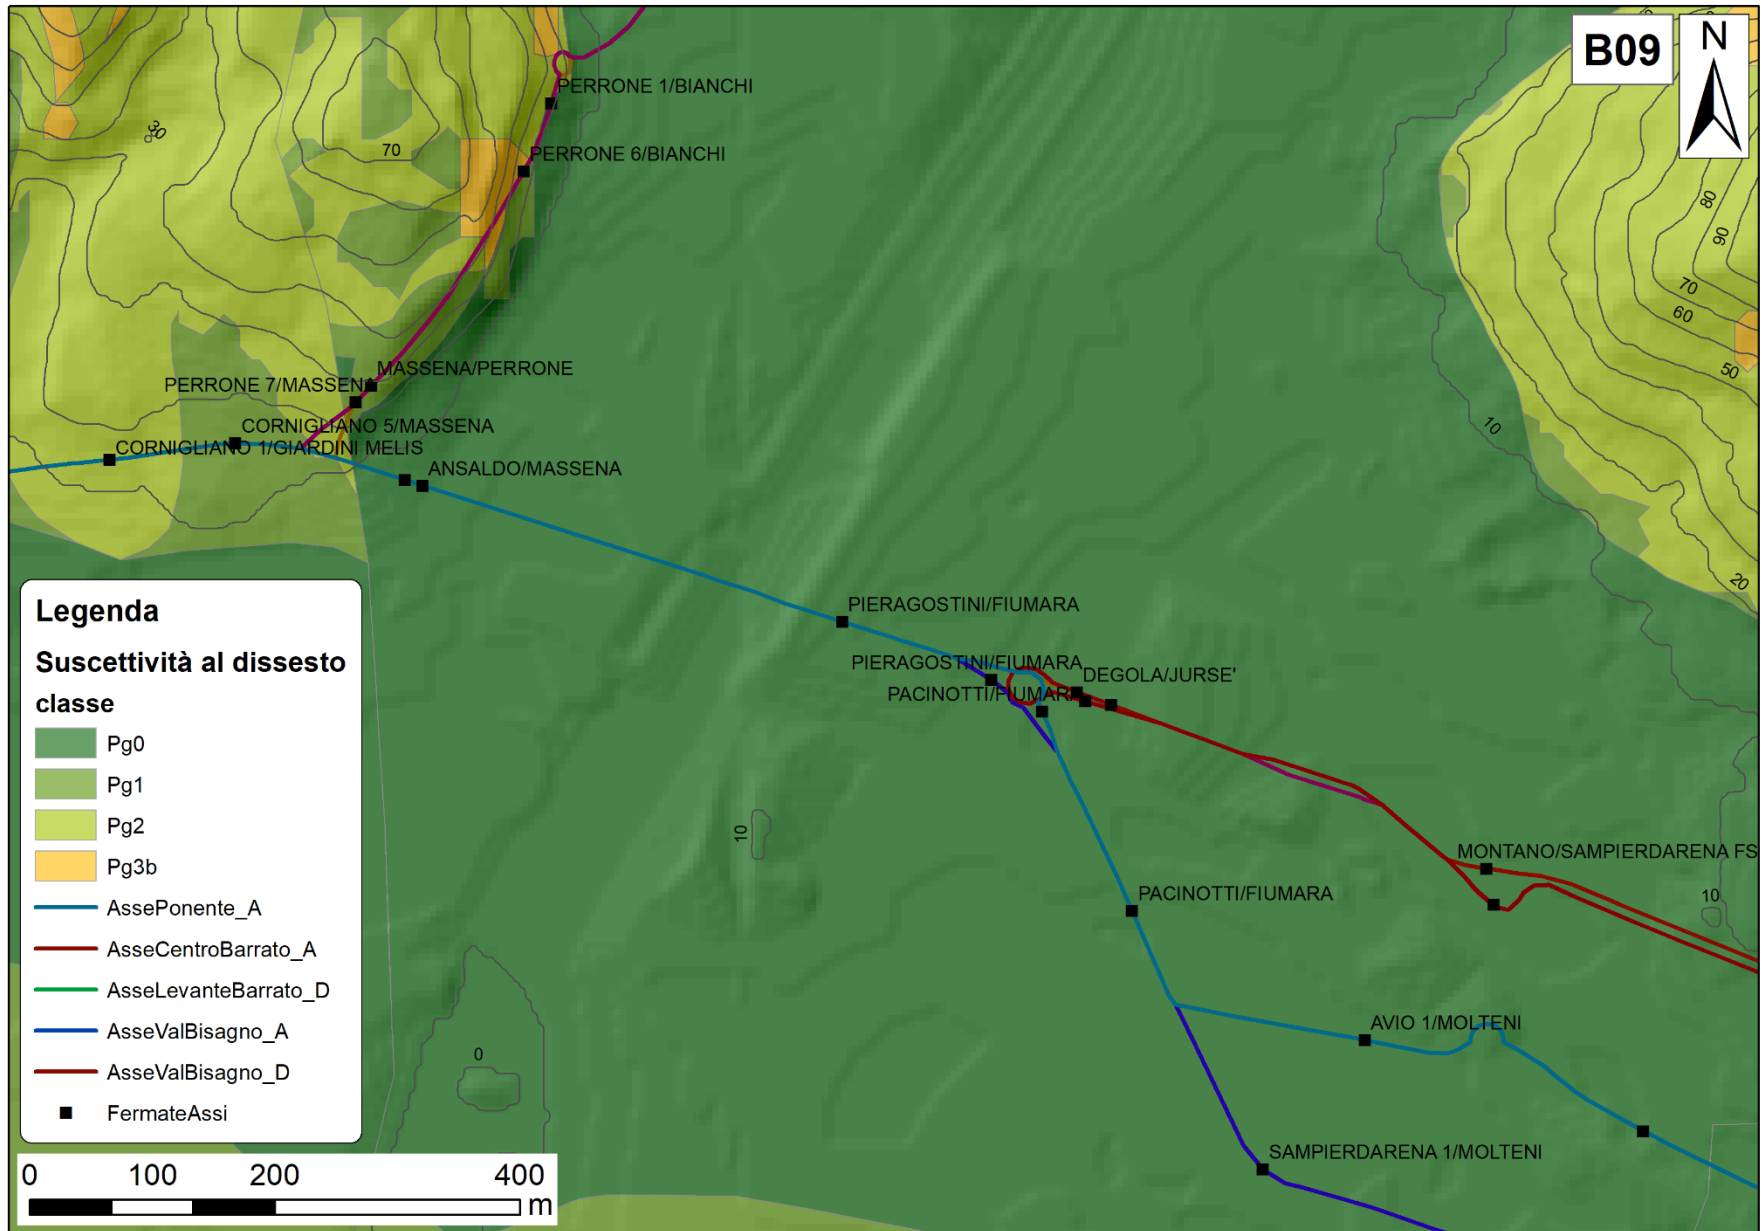 B09
N
PERRONE 1/BIANCHI
30
70
PERRONE 6/BIANCHI
80
90
70
60
50
MASSENA/PERRONE
PERRONE 7/MASSENA
CORNIGLIANO 5/MASSENA
CORNIGLIANO 1/GIARDINI MELIS
10
ANSALDO/MASSENA
20
PIERAGOSTINI/FIUMARA
PIERAGOSTINI/FIUMARA
DEGOLA/JURSE'
PACINOTTI/FIUMARA
10
MONTANO/SAMPIERDARENA FS
PACINOTTI/FIUMARA
10
AVIO 1/MOLTENI
0
SAMPIERDARENA 1/MOLTENI
Legenda
Suscettività al dissesto
classe
Pg0
Pg1
Pg2
Pg3b
AssePonente_A
AsseCentroBarrato_A
AsseLevanteBarrato_D
AsseValBisagno_A
AsseValBisagno_D
FermateAssi
0 100 200 400
m